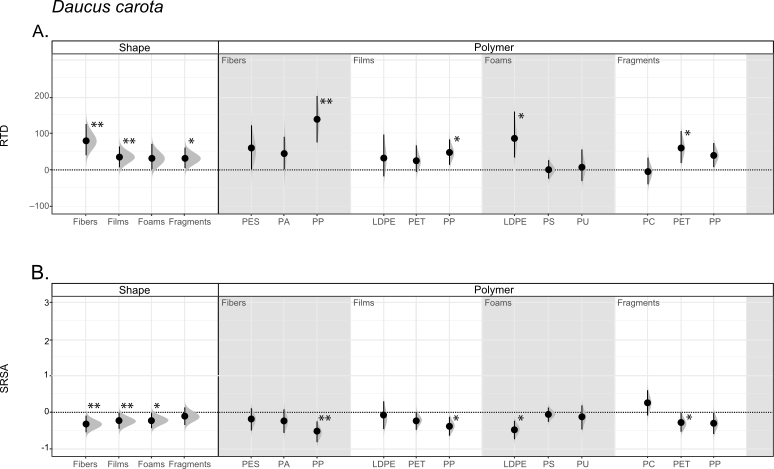 Daucus carota
A.
Shape Polymer
Fibers Films Foams Fragments
RTD
200
100
0
−100
** ** * ** * * *
Fibers Films Foams Fragments PES PA PP LDPE PET PP LDPE PS PU PC PET PP
B.
Shape Polymer
Fibers Films Foams Fragments
SRSA
3
2
1
0
-1
** ** * ** * * *
Fibers Films Foams Fragments PES PA PP LDPE PET PP LDPE PS PU PC PET PP